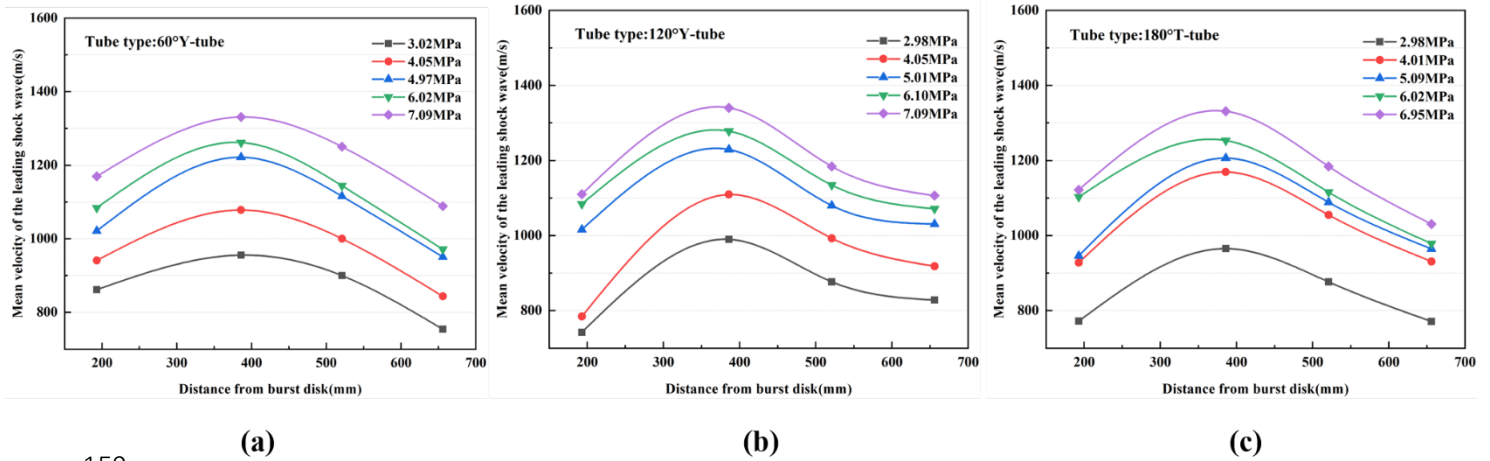 Tube type:60°Y-tube
3.02MPa
4.05MPa
4.97MPa
6.02MPa
7.09MPa
Mean velocity of the leading shock wave(m/s)
1600
1400
1200
1000
800
200 300 400 500 600 700
Distance from burst disk(mm)
(a)
Tube type:120°Y-tube
2.98MPa
4.05MPa
5.01MPa
6.10MPa
7.09MPa
Mean velocity of the leading shock wave(m/s)
1600
1400
1200
1000
800
200 300 400 500 600 700
Distance from burst disk(mm)
(b)
Tube type:180°T-tube
2.98MPa
4.01MPa
5.09MPa
6.02MPa
6.95MPa
Mean velocity of the leading shock wave(m/s)
1600
1400
1200
1000
800
200 300 400 500 600 700
Distance from burst disk(mm)
(c)